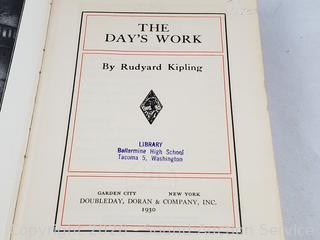 THE
DAY'S WORK
By Rudyard Kipling
LIBRARY
Bellarmine High School
Tacoma 5, Washington
GARDEN CITY NEW YORK
DOUBLEDAY, DORAN & COMPANY, INC.
1930